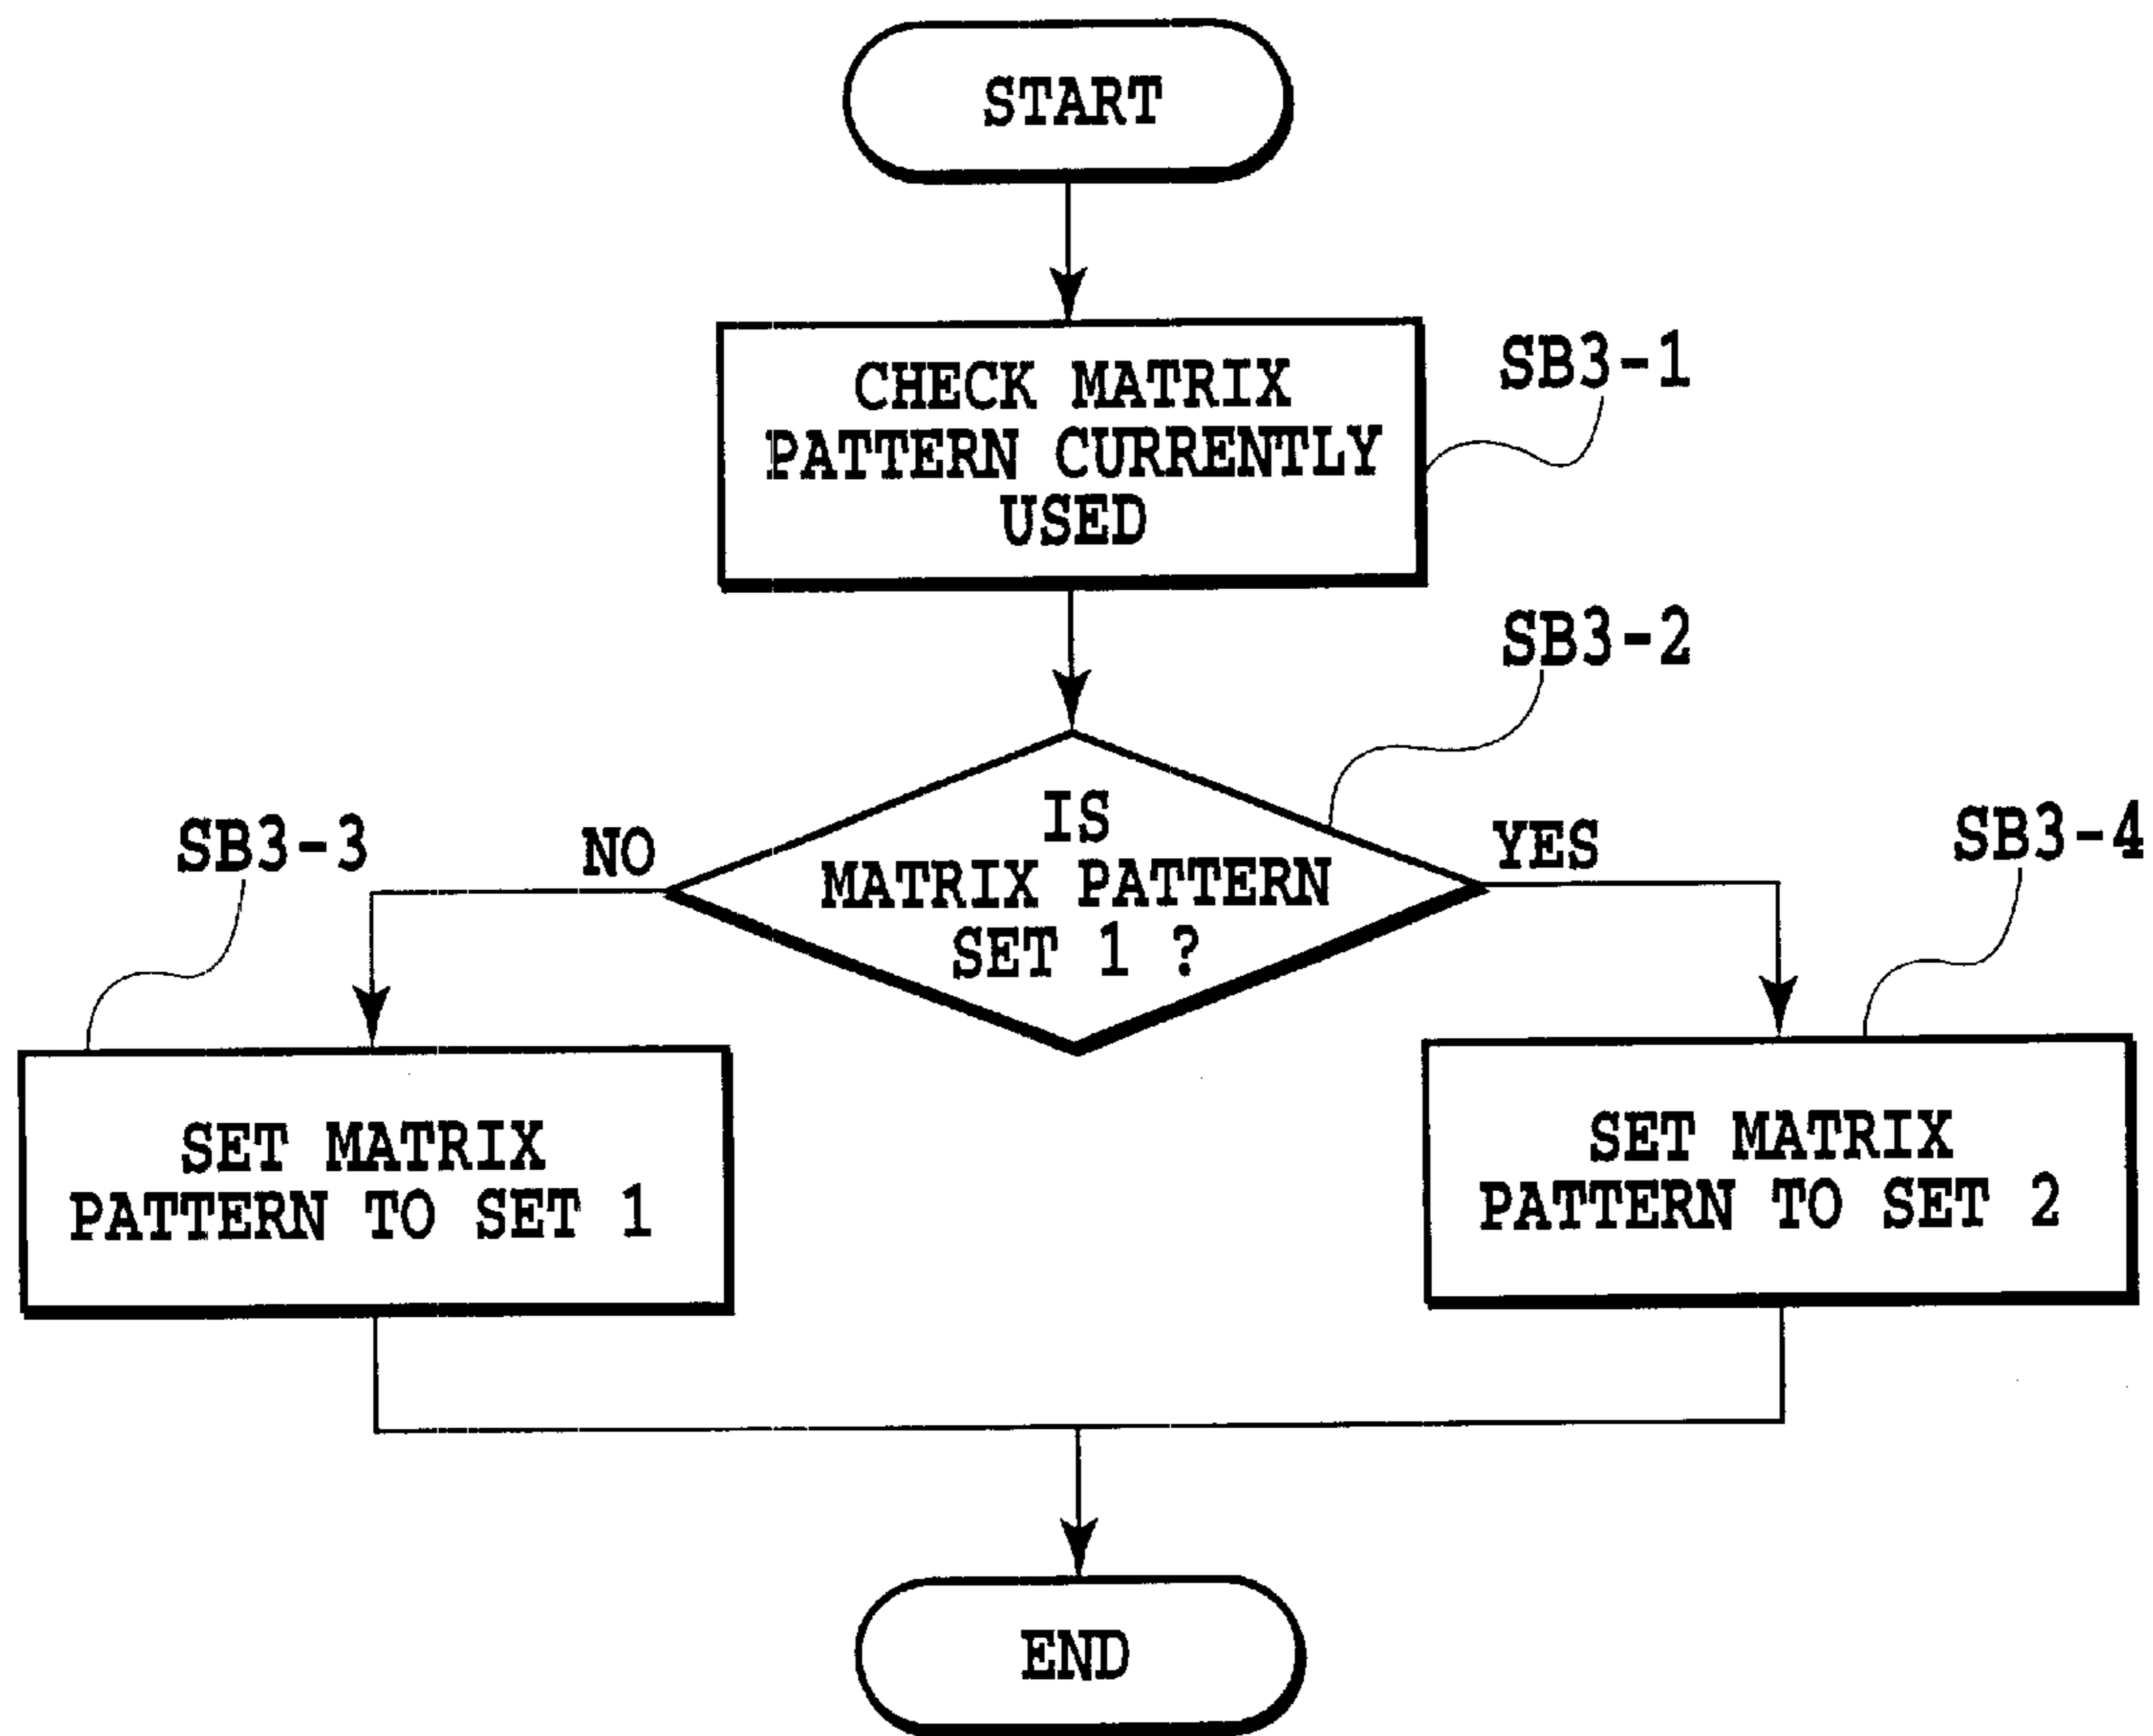 START
CHECK MATRIX
PATTERN CURRENTLY
USED
SB3-1
SB3-2
IS
MATRIX PATTERN
SET 1 ?
NO
YES
SB3-3
SB3-4
SET MATRIX
PATTERN TO SET 1
SET MATRIX
PATTERN TO SET 2
END